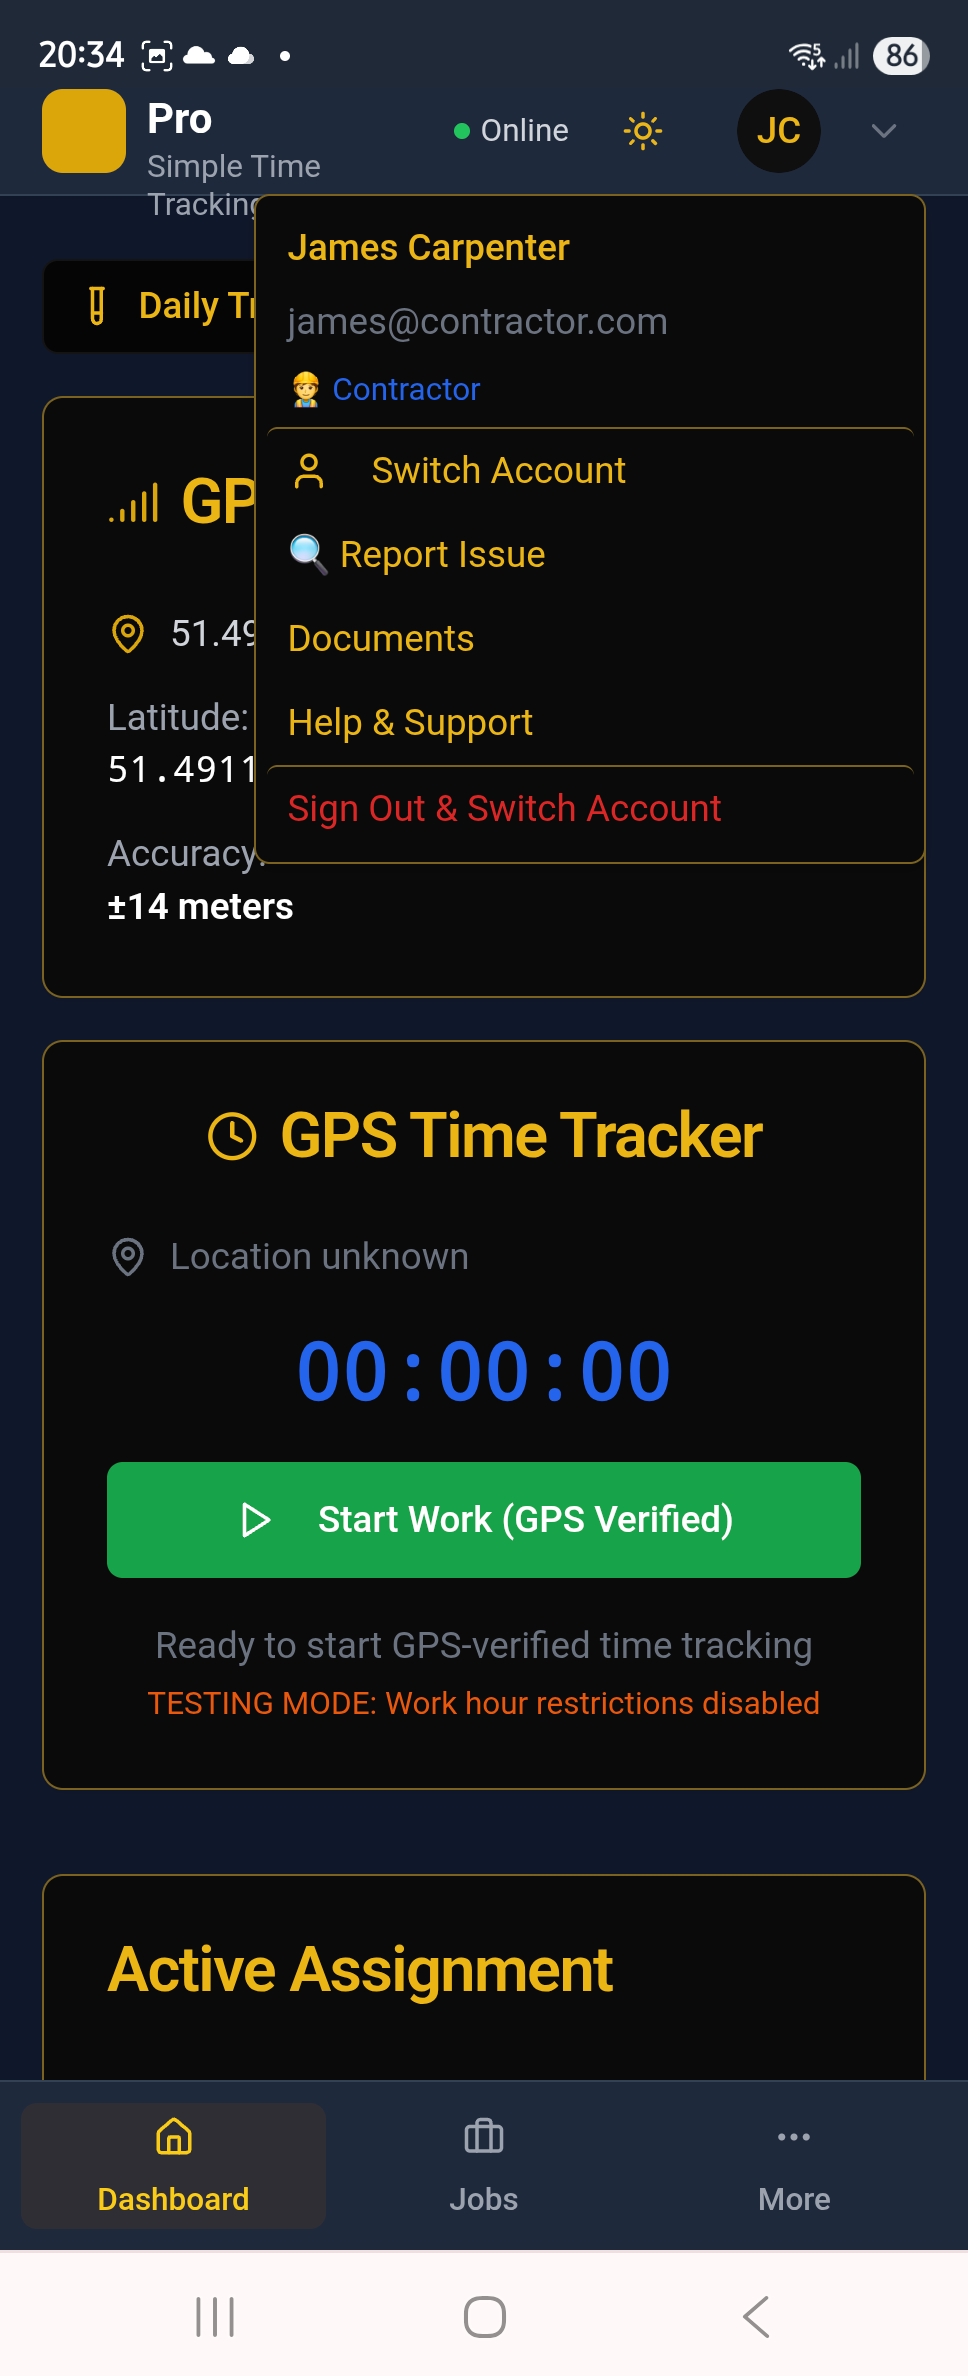 20:34
5
86
Pro
Simple Time
Tracking
Online
JC
James Carpenter
james@contractor.com
Contractor
Switch Account
Report Issue
Documents
Help & Support
Sign Out & Switch Account
Daily Tr
GP
51.49
Latitude:
51.4911
Accuracy:
±14 meters
GPS Time Tracker
Location unknown
00:00:00
Start Work (GPS Verified)
Ready to start GPS-verified time tracking
TESTING MODE: Work hour restrictions disabled
Active Assignment
Dashboard
Jobs
More